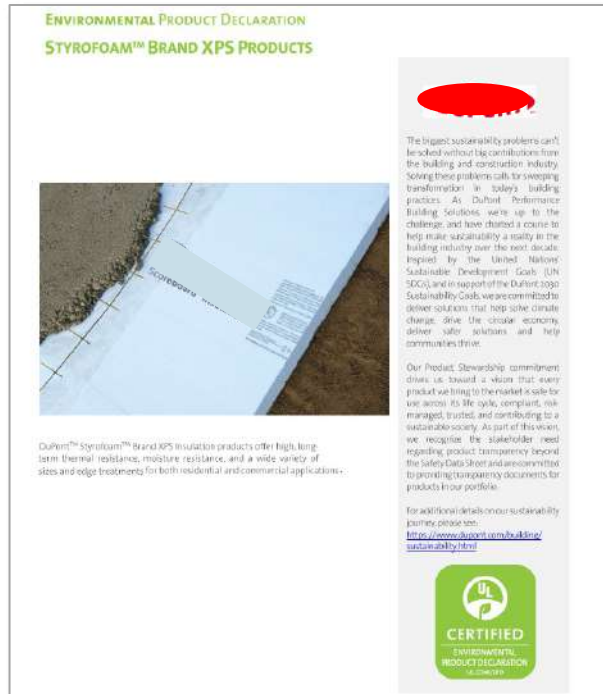 ENVIRONMENTAL PRODUCT DECLARATION
STYROFOAM™ BRAND XPS PRODUCTS
Scoreboard
DuPont™ Styrofoam™ Brand XPS Insulation products offer high, long-
term thermal resistance, moisture resistance, and a wide variety of
sizes and edge treatments for both residential and commercial applications.
The biggest sustainability problems can't
be solved without big contributions from
the building and construction industry.
Solving these problems calls for sweeping
transformation in today's building
practices. As DuPont Performance
Building Solutions, we're up to the
challenge, and have charted a course to
help make sustainability a reality in the
building industry over the next decade.
Inspired by the United Nations'
Sustainable Development Goals (UN
SDGs), and in support of the DuPont 2030
Sustainability Goals, we are committed to
deliver solutions that help solve climate
change, drive the circular economy,
deliver safer solutions and help
communities thrive.
Our Product Stewardship commitment
drives us toward a vision that every
product we bring to the market is safe for
use across its life cycle, compliant, risk-
managed, trusted, and contributing to a
sustainable society. As part of this vision,
we recognize the stakeholder need
regarding product transparency beyond
the Safety Data Sheet and are committed
to providing transparency documents for
products in our portfolio.
For additional details on our sustainability
journey, please see:
https://www.dupont.com/building/
sustainability.html
UL
CERTIFIED
ENVIRONMENTAL
PRODUCT DECLARATION
UL.COM/EPD